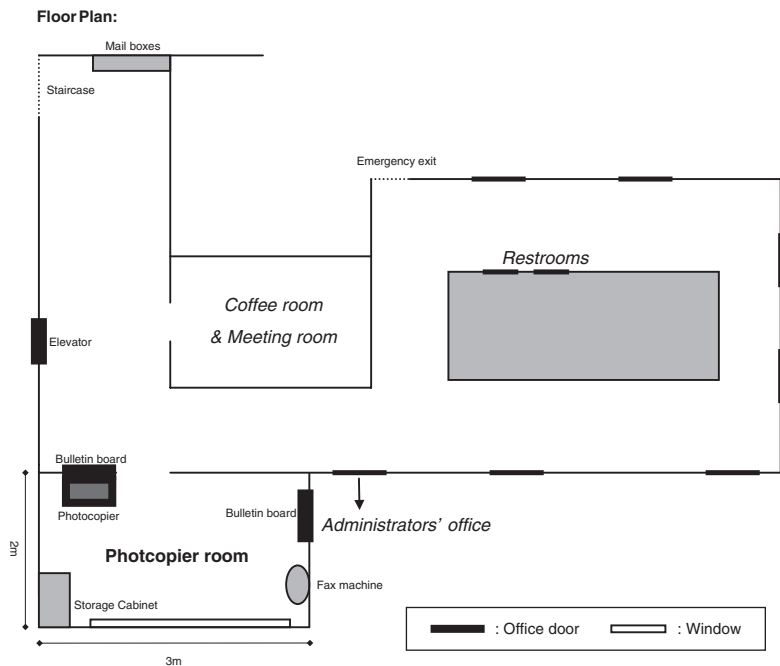 Floor Plan:
Mail boxes
Staircase
Emergency exit
Restrooms
Coffee room
& Meeting room
Elevator
Bulletin board
Photocopier
Bulletin board
Administrators' office
2m
Photcopier room
Fax machine
Storage Cabinet
: Office door
: Window
3m